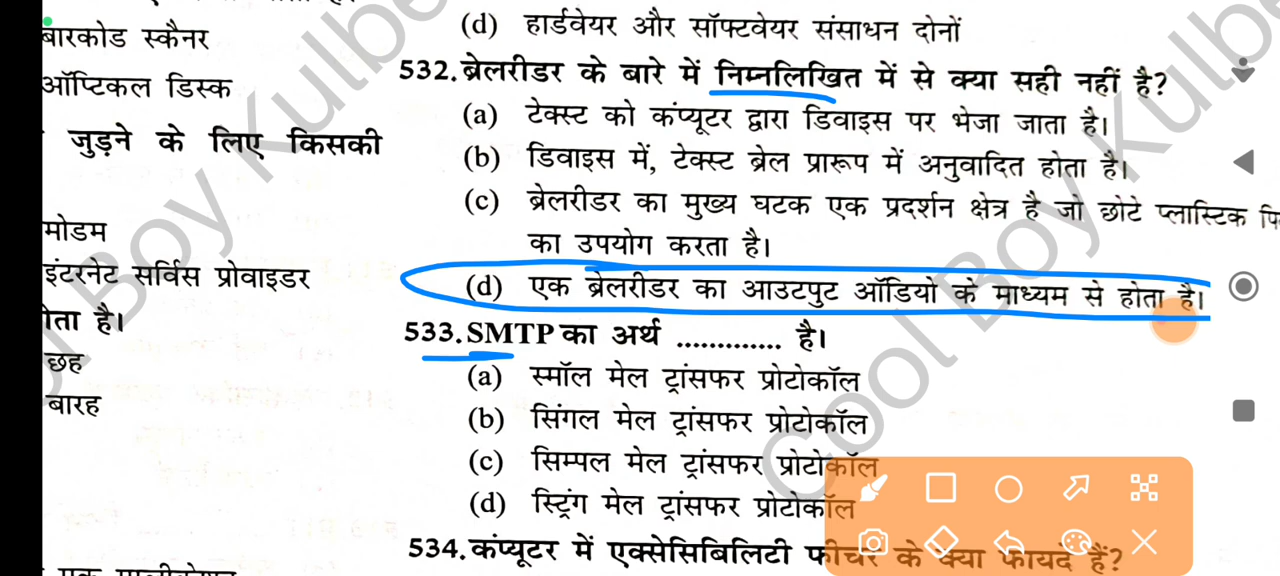 बारकोड स्कैनर
ऑप्टिकल डिस्क
जुड़ने के लिए किसकी
मोडम
इंटरनेट सर्विस प्रोवाइडर
है।
छह
बारह
(d) हार्डवेयर और सॉफ्टवेयर संसाधन दोनों
532. ब्रेलरीडर के बारे में निम्नलिखित में से क्या सही नहीं है?
(a) टेक्स्ट को कंप्यूटर द्वारा डिवाइस पर भेजा जाता है।
(b) डिवाइस में, टेक्स्ट ब्रेल प्रारूप में अनुवादित होता है।
(c) ब्रेलरीडर का मुख्य घटक एक प्रदर्शन क्षेत्र है जो छोटे प्लास्टिक
का उपयोग करता है।
(d) एक ब्रेलरीडर का आउटपुट ऑडियो के माध्यम से होता है।
533. SMTP का अर्थ .............. है।
(a) स्मॉल मेल ट्रांसफर प्रोटोकॉल
(b) सिंगल मेल ट्रांसफर प्रोटोकॉल
(c) सिम्पल मेल ट्रांसफर प्रोटोकॉल
(d) स्ट्रिंग मेल ट्रांसफर प्रोटोकॉल
534. कंप्यूटर में एक्सेसिबिलिटी फीचर के क्या फायदे हैं?
Cool Boy Kulbe
Cool Boy Kulbe